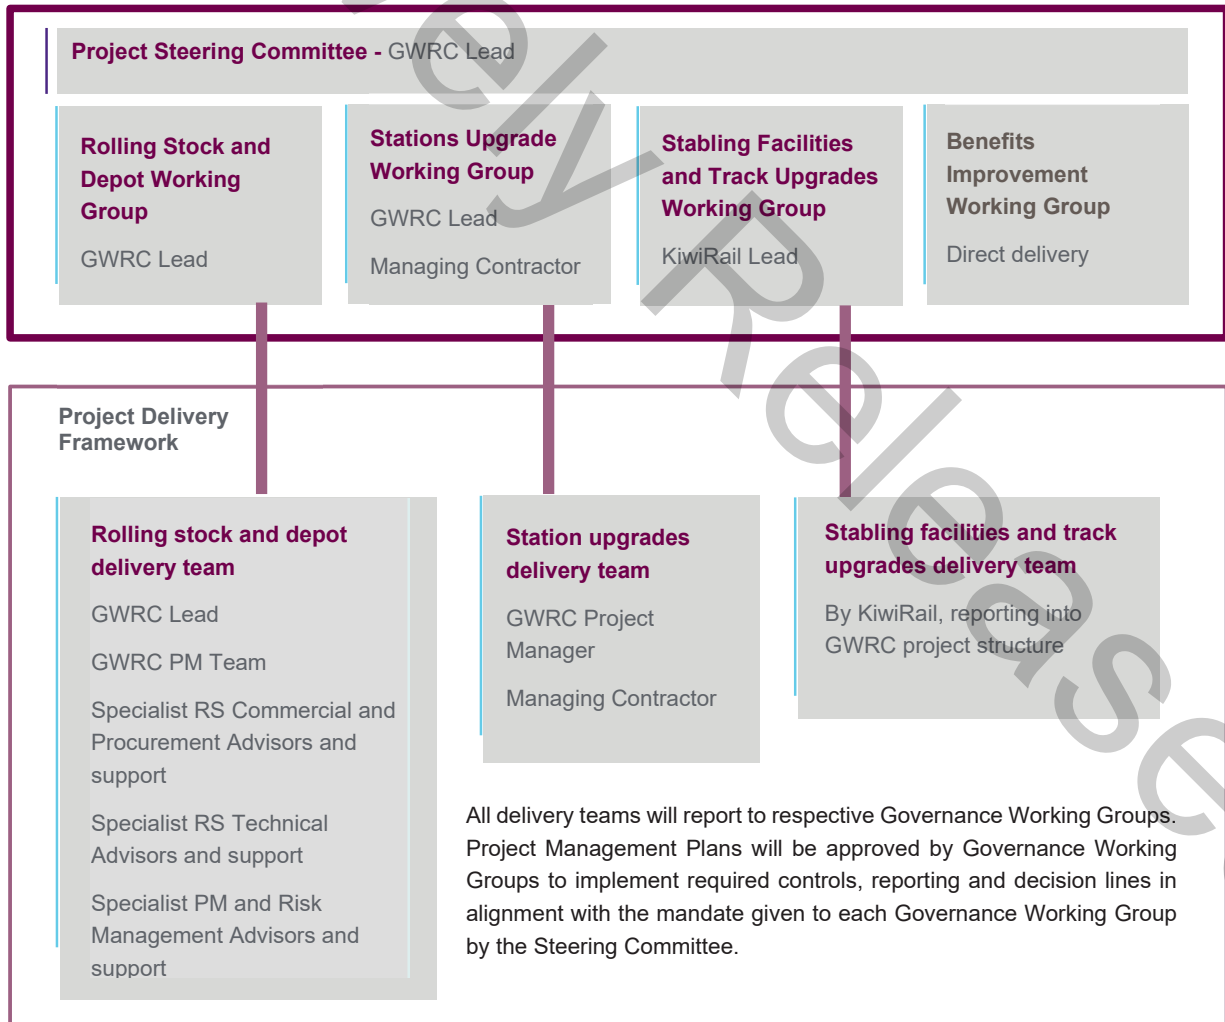 Project Steering Committee - GWRC Lead
Rolling Stock and
Depot Working
Group
GWRC Lead
Stations Upgrade
Working Group
GWRC Lead
Managing Contractor
Stabling Facilities
and Track Upgrades
Working Group
KiwiRail Lead
Benefits
Improvement
Working Group
Direct delivery
Project Delivery
Framework
Rolling stock and depot
delivery team
GWRC Lead
GWRC PM Team
Specialist RS Commercial and
Procurement Advisors and
support
Specialist RS Technical
Advisors and support
Specialist PM and Risk
Management Advisors and
support
Station upgrades
delivery team
GWRC Project
Manager
Managing Contractor
Stabling facilities and track
upgrades delivery team
By KiwiRail, reporting into
GWRC project structure
All delivery teams will report to respective Governance Working Groups.
Project Management Plans will be approved by Governance Working
Groups to implement required controls, reporting and decision lines in
alignment with the mandate given to each Governance Working Group
by the Steering Committee.
ely Release